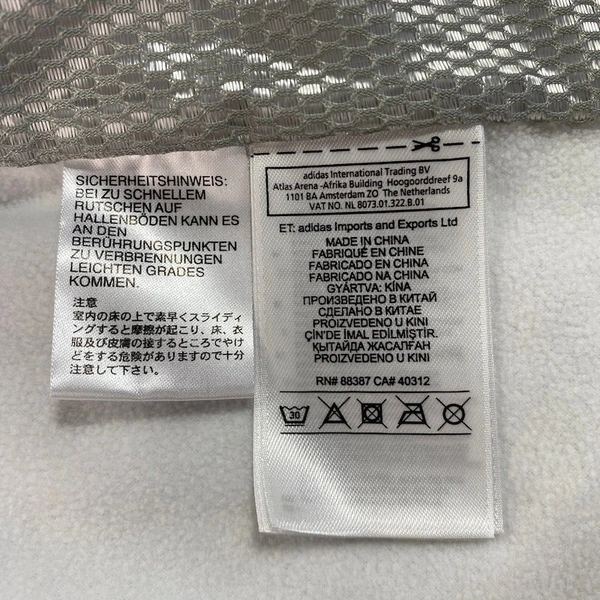 SICHERHEITSHINWEIS:
BEI ZU SCHNELLEM
RUTSCHEN AUF
HALLENBÖDEN KANN ES
AN DEN
BERÜHRUNGSPUNKTEN
ZU VERBRENNUNGEN
LEICHTEN GRADES
KOMMEN.
注意
室内の床の上で素早くスライディ
ングすると摩擦が起こり、床、衣
服及び皮膚の接するところでやけ
どをする危険がありますので十分
注意して下さい。
adidas International Trading BV
Atlas Arena -Afrika Building Hoogoorddreef 9a
1101 BA Amsterdam ZO The Netherlands
VAT NO. NL 8073.01.322.B.01
ET: adidas Imports and Exports Ltd
MADE IN CHINA
FABRIQUÉ EN CHINE
FABRICADO EN CHINA
FABRICADO NA CHINA
GYÁRTVA: KÍNA
ПРОИЗВЕДЕНО В КИТАЙ
СДЕЛАНО В КИТАЕ
PROIZVEDENO U KINI
ÇİN'DE İMAL EDİLMİŞTİR.
ҚЫТАЙДА ЖАСАЛҒАН
PROIZVEDENO U KINI
RN# 88387 CA# 40312
30